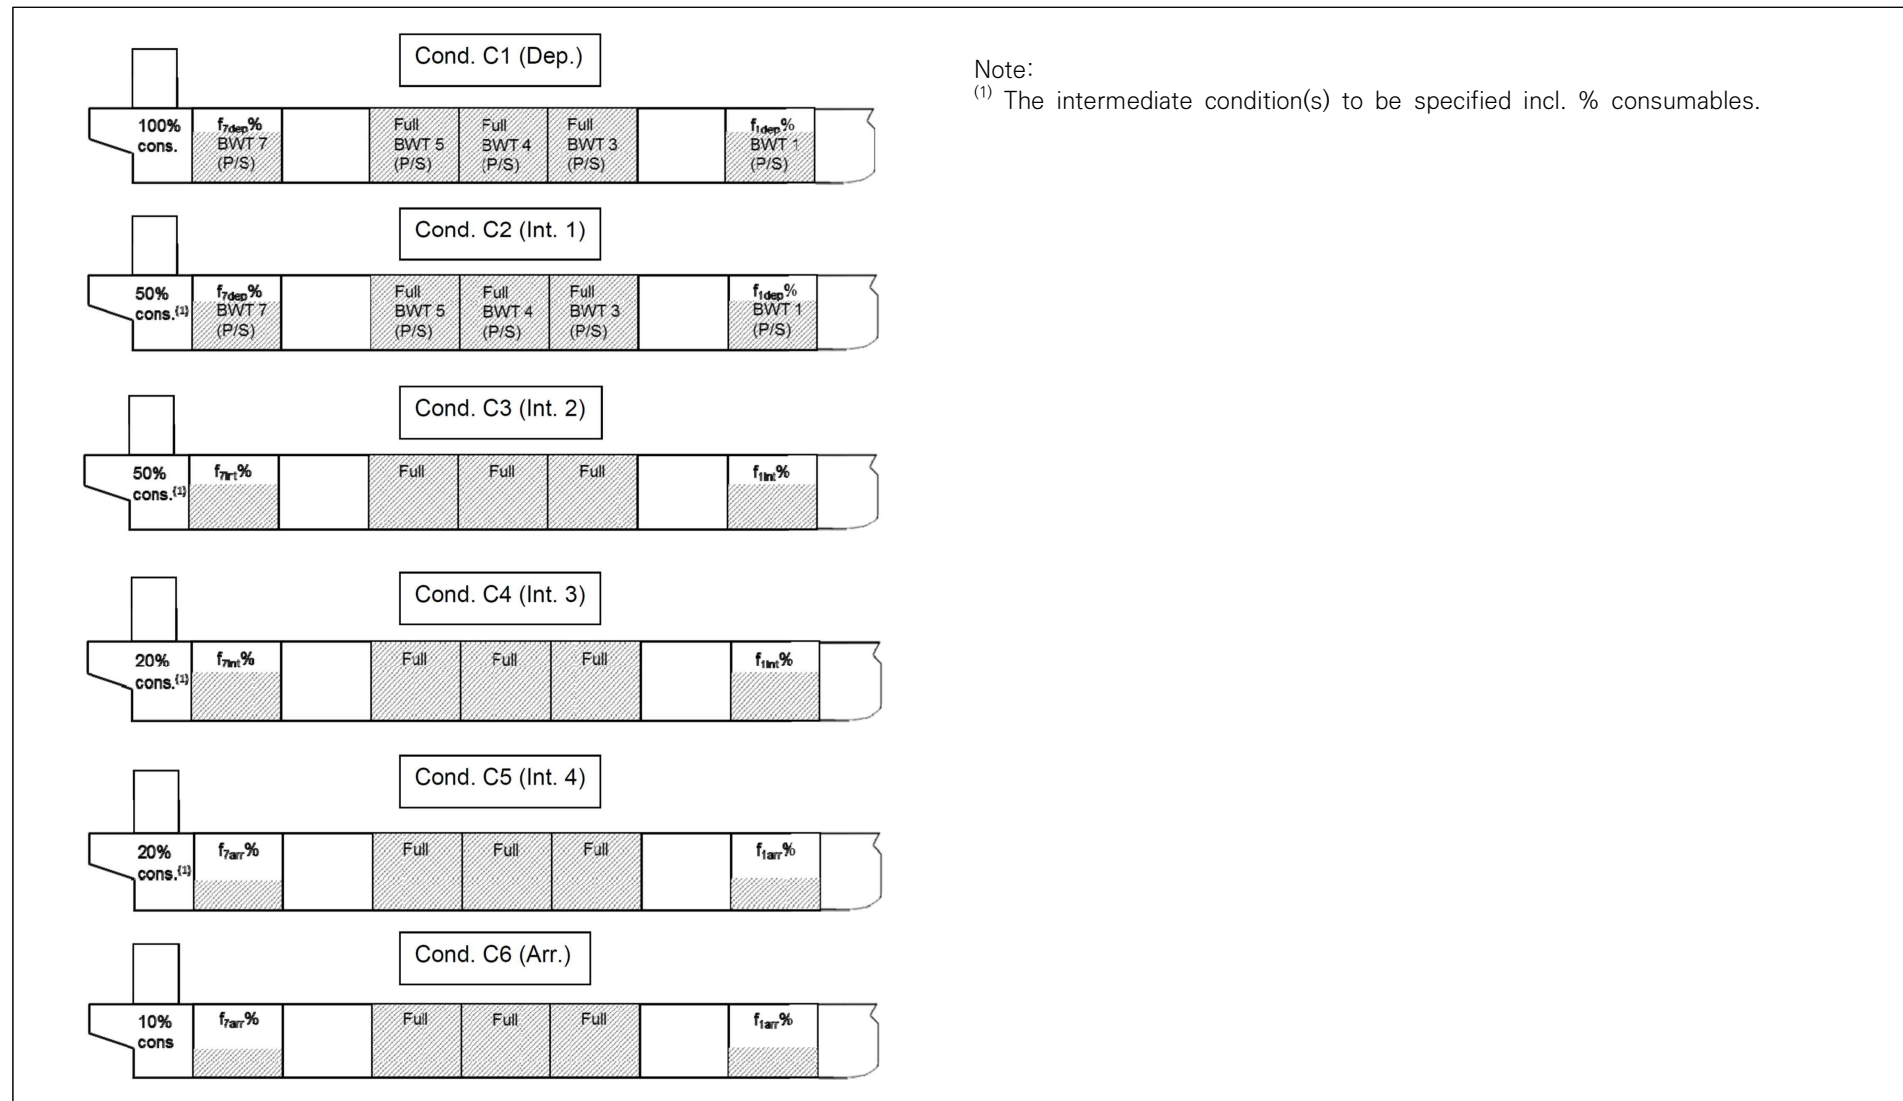 Cond. C1 (Dep.)
Note:
(1) The intermediate condition(s) to be specified incl. % consumables.
100% cons.
f7dep%
BWT 7
(P/S)
Full
BWT 5
(P/S)
Full
BWT 4
(P/S)
Full
BWT 3
(P/S)
f1dep%
BWT 1
(P/S)
Cond. C2 (Int. 1)
50%
cons.(1)
f7dep%
BWT 7
(P/S)
Full
BWT 5
(P/S)
Full
BWT 4
(P/S)
Full
BWT 3
(P/S)
f1dep%
BWT 1
(P/S)
Cond. C3 (Int. 2)
50%
cons.(1)
f7int%
Full
Full
Full
f1int%
Cond. C4 (Int. 3)
20%
cons.(1)
f7int%
Full
Full
Full
f1int%
Cond. C5 (Int. 4)
20%
cons.(1)
f7arr%
Full
Full
Full
f1arr%
Cond. C6 (Arr.)
10%
cons
f7arr%
Full
Full
Full
f1arr%